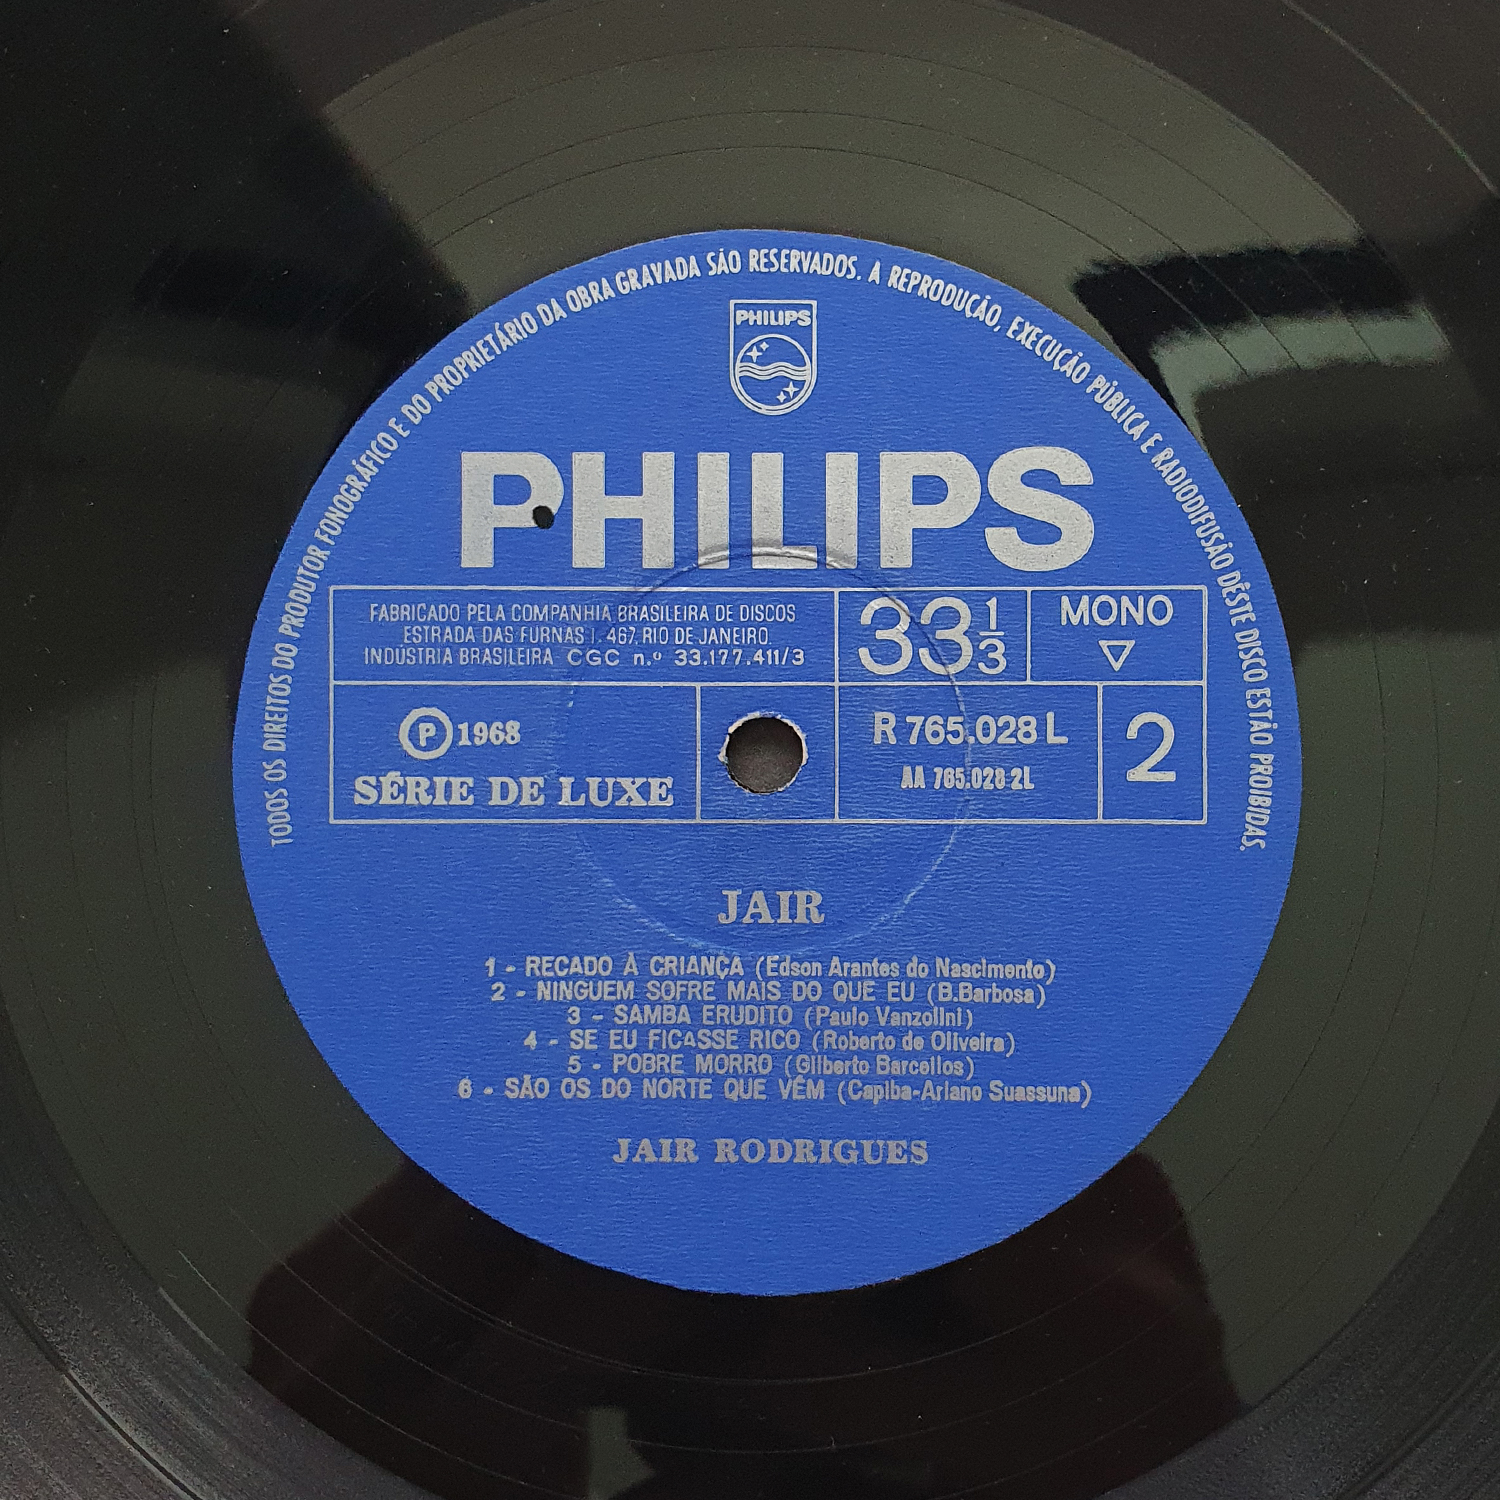 TODOS OS DIREITOS DO PRODUTOR FONOGRÁFICO E DO PROPRIETÁRIO DA OBRA GRAVADA SÃO RESERVADOS. A REPRODUÇÃO, EXECUÇÃO PÚBLICA E RADIODIFUSÃO DÊSTE DISCO ESTÃO PROIBIDAS.
PHILIPS
PHILIPS
FABRICADO PELA COMPANHIA BRASILEIRA DE DISCOS
ESTRADA DAS FURNAS I. 467, RIO DE JANEIRO.
INDÚSTRIA BRASILEIRA CGC n.º 33.177.411/3
33 1/3
MONO
Ⓟ 1968
SÉRIE DE LUXE
R 765.028 L
AA 765.028 2L
2
JAIR
1 - RECADO À CRIANÇA (Edson Arantes do Nascimento)
2 - NINGUEM SOFRE MAIS DO QUE EU (B.Barbosa)
3 - SAMBA ERUDITO (Paulo Vanzolini)
4 - SE EU FICASSE RICO (Roberto de Oliveira)
5 - POBRE MORRO (Gilberto Barcellos)
6 - SÃO OS DO NORTE QUE VÊM (Capiba-Ariano Suassuna)
JAIR RODRIGUES